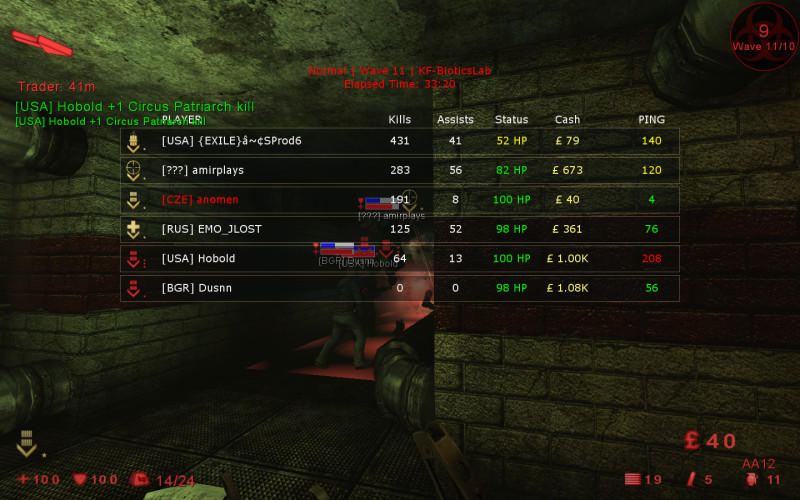 9
Wave 11/10
Normal | Wave 11 | KF-BioticsLab
Elapsed Time: 33:20
Trader: 41m
[USA] Hobold +1 Circus Patriarch kill
[USA] Hobold +1 Circus Patriarch kill
PLAYER Kills Assists Status Cash PING
[USA] {EXILE}â~¢SProd6 431 41 52 HP £ 79 140
[???] amirplays 283 56 82 HP £ 673 120
[CZE] anomen 191 8 100 HP £ 40 4
[???] amirplays
[RUS] EMO_JLOST 125 52 98 HP £ 361 76
[USA] Hobold 64 13 100 HP £ 1.00K 208
[BGR] Dusnn
[USA] Hobold
[BGR] Dusnn 0 0 98 HP £ 1.08K 56
£ 40
AA12
100 100 14/24 19 5 11